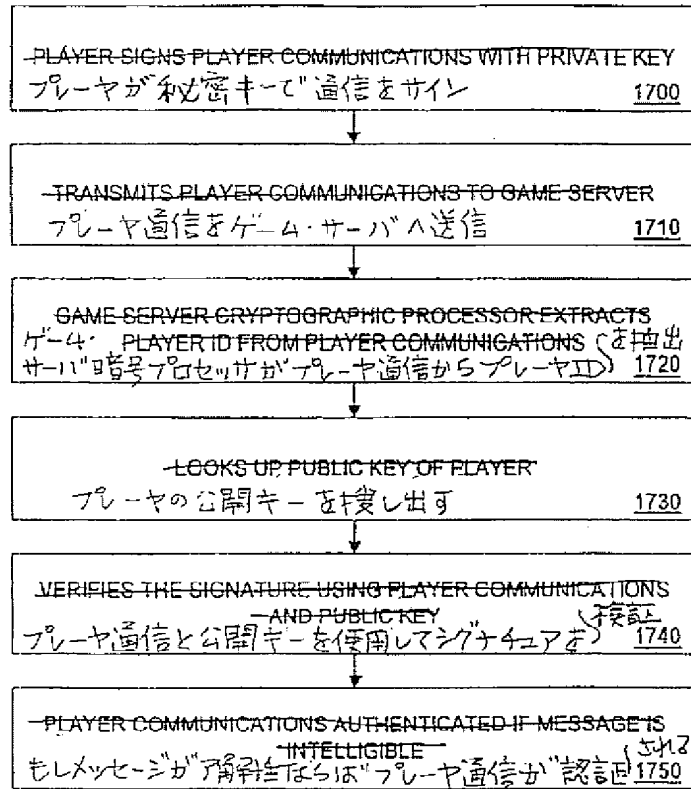 PLAYER SIGNS PLAYER COMMUNICATIONS WITH PRIVATE KEY
プレーヤが秘密キーで通信をサイン
1700
TRANSMITS PLAYER COMMUNICATIONS TO GAME SERVER
プレーヤ通信をゲーム・サーバへ送信
1710
GAME SERVER CRYPTOGRAPHIC PROCESSOR EXTRACTS
PLAYER ID FROM PLAYER COMMUNICATIONS
ゲーム・
サーバ暗号プロセッサがプレーヤ通信からプレーヤID
を抽出
1720
LOOKS UP PUBLIC KEY OF PLAYER
プレーヤの公開キーを捜し出す
1730
VERIFIES THE SIGNATURE USING PLAYER COMMUNICATIONS
AND PUBLIC KEY
プレーヤ通信と公開キーを使用してシグナチュアを
検証
1740
PLAYER COMMUNICATIONS AUTHENTICATED IF MESSAGE IS
INTELLIGIBLE
もしメッセージが了解性ならばプレーヤ通信が認証
される
1750